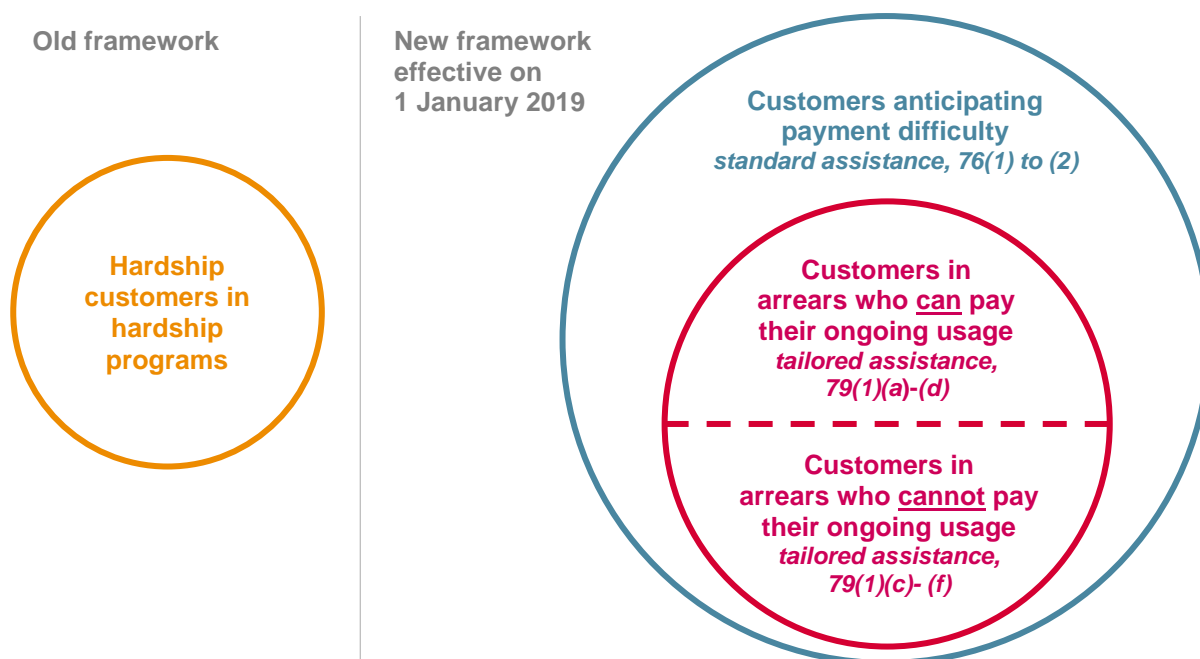 Old framework
Hardship
customers in
hardship
programs
New framework
effective on
1 January 2019
Customers anticipating
payment difficulty
standard assistance, 76(1) to (2)
Customers in
arrears who can pay
their ongoing usage
tailored assistance,
79(1)(a)-(d)
Customers in
arrears who cannot pay
their ongoing usage
tailored assistance,
79(1)(c)- (f)